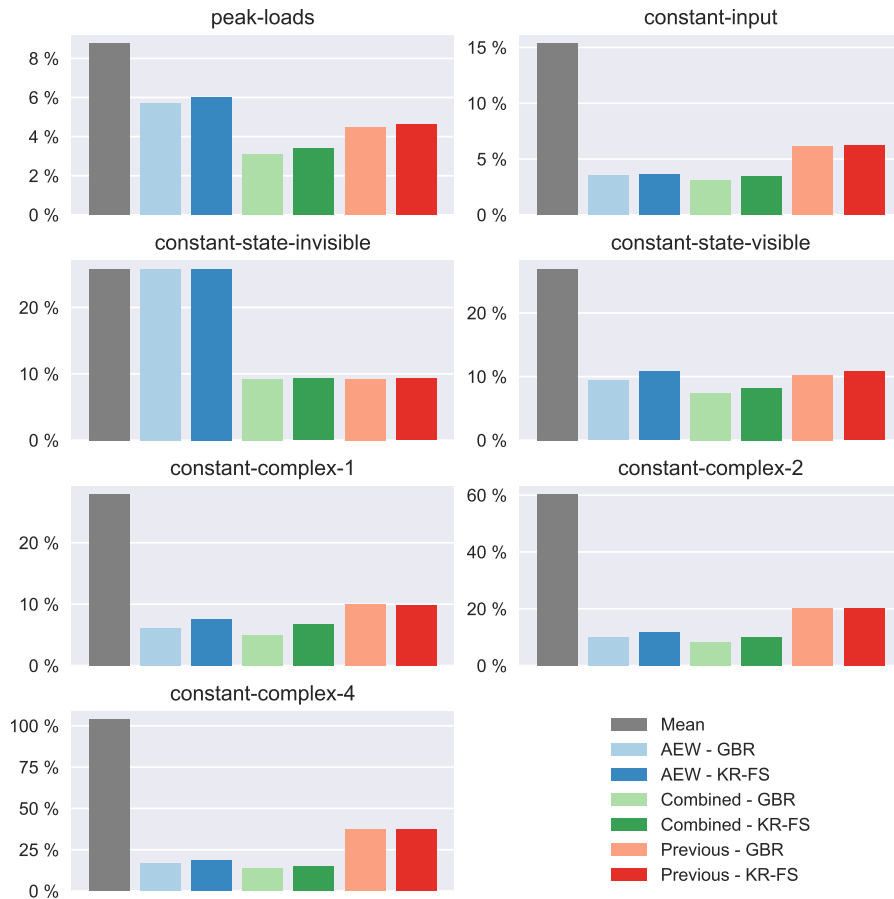 peak-loads
8 %
6 %
4 %
2 %
0 %
constant-input
15 %
10 %
5 %
0 %
constant-state-invisible
20 %
10 %
0 %
constant-state-visible
20 %
10 %
0 %
constant-complex-1
20 %
10 %
0 %
constant-complex-2
60 %
40 %
20 %
0 %
constant-complex-4
100 %
75 %
50 %
25 %
0 %
Mean
AEW - GBR
AEW - KR-FS
Combined - GBR
Combined - KR-FS
Previous - GBR
Previous - KR-FS